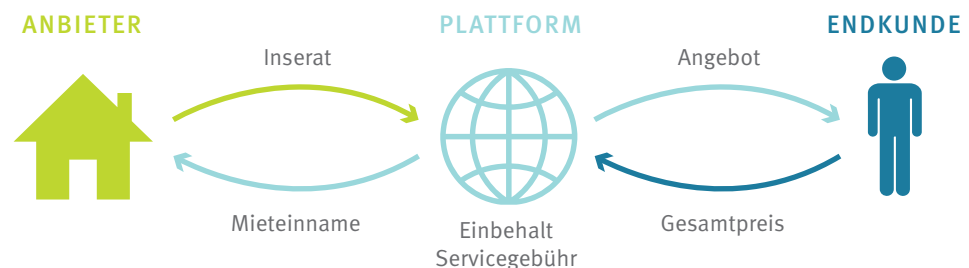 ANBIETER
PLATTFORM
ENDKUNDE
Inserat
Angebot
Mieteinname
Einbehalt
Servicegebühr
Gesamtpreis